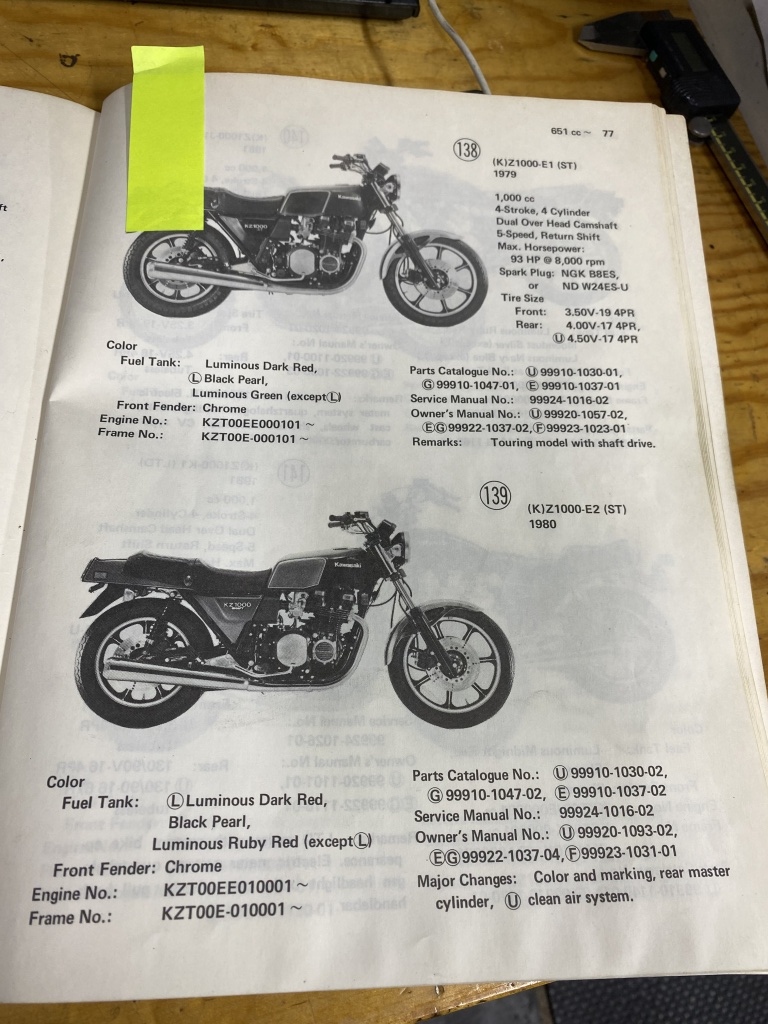 651 cc ~ 77
138
(K)Z1000-E1 (ST)
1979
1,000 cc
4-Stroke, 4 Cylinder
Dual Over Head Camshaft
5-Speed, Return Shift
Max. Horsepower:
93 HP @ 8,000 rpm
Spark Plug: NGK B8ES,
or ND W24ES-U
Tire Size
Front: 3.50V-19 4PR
Rear: 4.00V-17 4PR,
Ⓤ 4.50V-17 4PR
Kawasaki
KZ1000
Color
Fuel Tank: Luminous Dark Red,
Ⓛ Black Pearl,
Luminous Green (except Ⓛ)
Front Fender: Chrome
Engine No.: KZT00EE000101 ~
Frame No.: KZT00E-000101 ~
Parts Catalogue No.: Ⓤ 99910-1030-01,
Ⓖ 99910-1047-01, Ⓔ 99910-1037-01
Service Manual No.: 99924-1016-02
Owner's Manual No.: Ⓤ 99920-1057-02,
ⒺⒼ 99922-1037-02, Ⓕ 99923-1023-01
Remarks: Touring model with shaft drive.
139
(K)Z1000-E2 (ST)
1980
Kawasaki
KZ1000
Color
Fuel Tank: Ⓛ Luminous Dark Red,
Black Pearl,
Luminous Ruby Red (except Ⓛ)
Front Fender: Chrome
Engine No.: KZT00EE010001 ~
Frame No.: KZT00E-010001 ~
Parts Catalogue No.: Ⓤ 99910-1030-02,
Ⓖ 99910-1047-02, Ⓔ 99910-1037-02
Service Manual No.: 99924-1016-02
Owner's Manual No.: Ⓤ 99920-1093-02,
ⒺⒼ 99922-1037-04, Ⓕ 99923-1031-01
Major Changes: Color and marking, rear master
cylinder, Ⓤ clean air system.